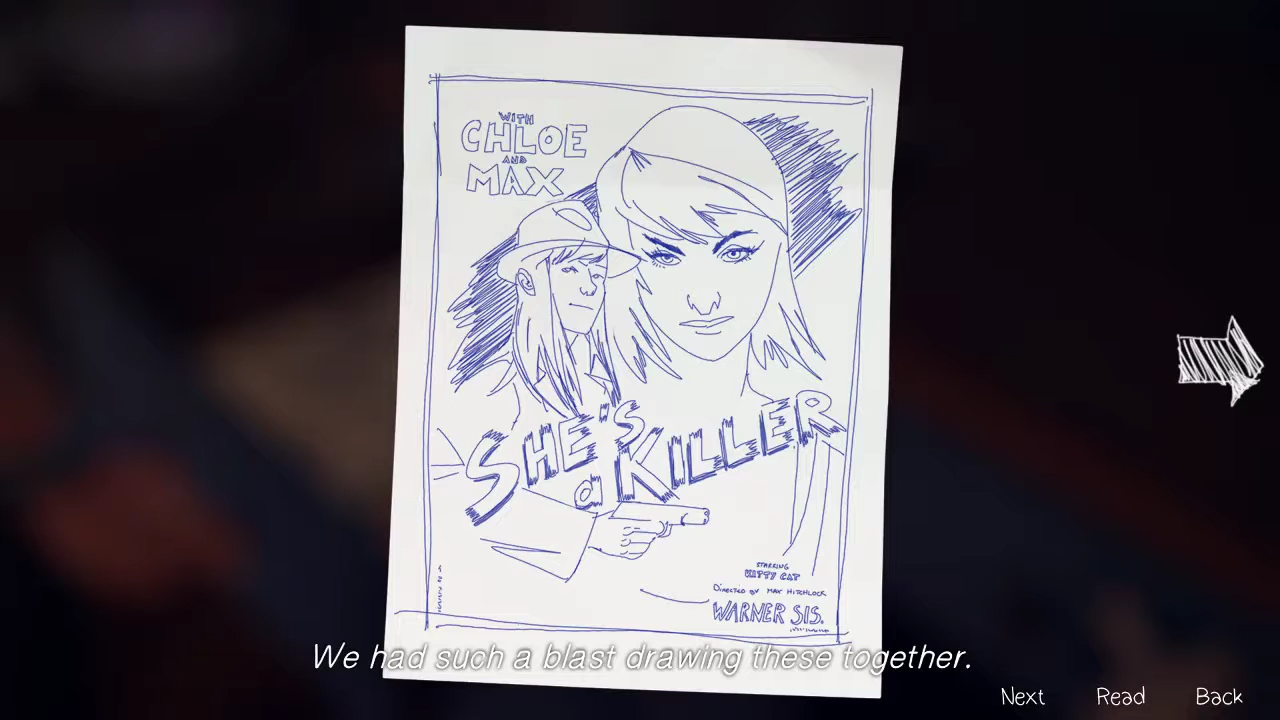 WITH
CHLOE
AND
MAX
SHE'S
a KILLER
STARRING
KITTY CAT
DIRECTED BY MAX HITCHLOCK
WARNER SIS.
We had such a blast drawing these together.
Next Read Back